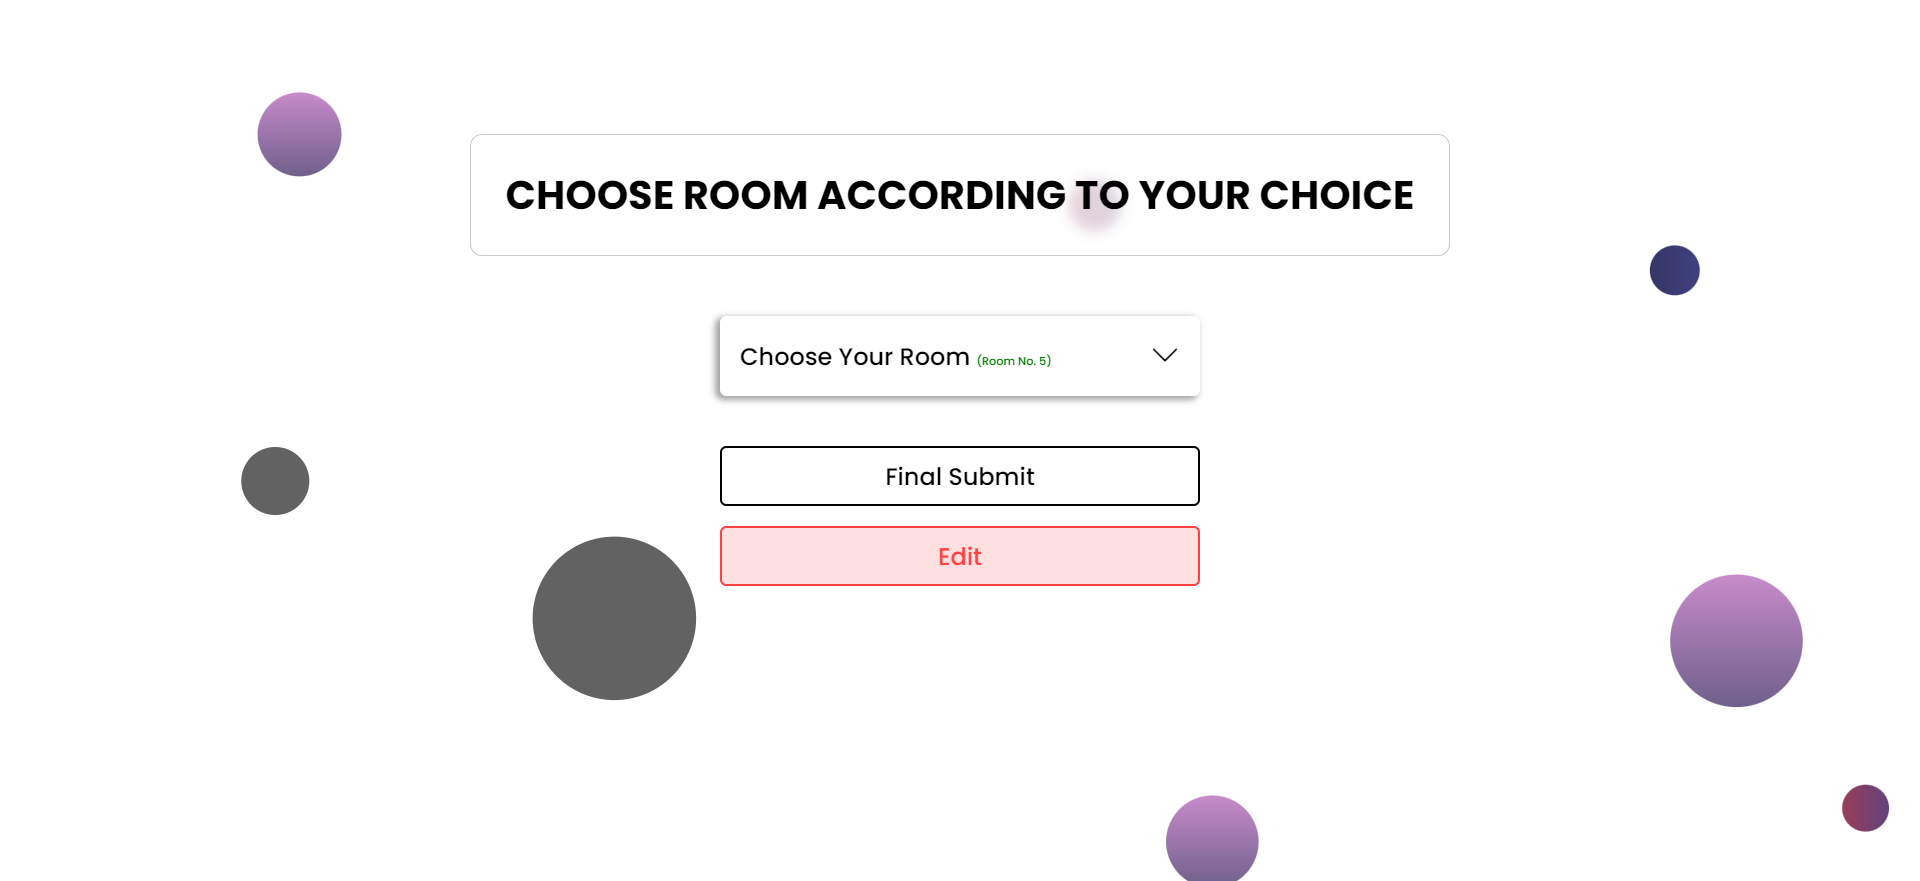 CHOOSE ROOM ACCORDING TO YOUR CHOICE
Choose Your Room (Room No. 5)
Final Submit
Edit